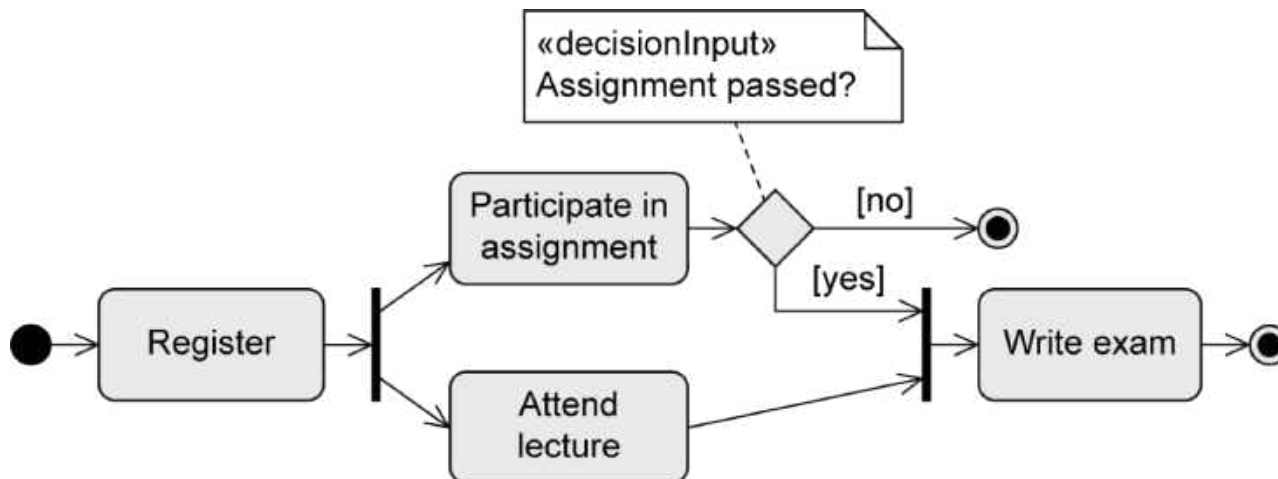 «decisionInput»
Assignment passed?
Participate in
assignment
[no]
[yes]
Register
Write exam
Attend
lecture